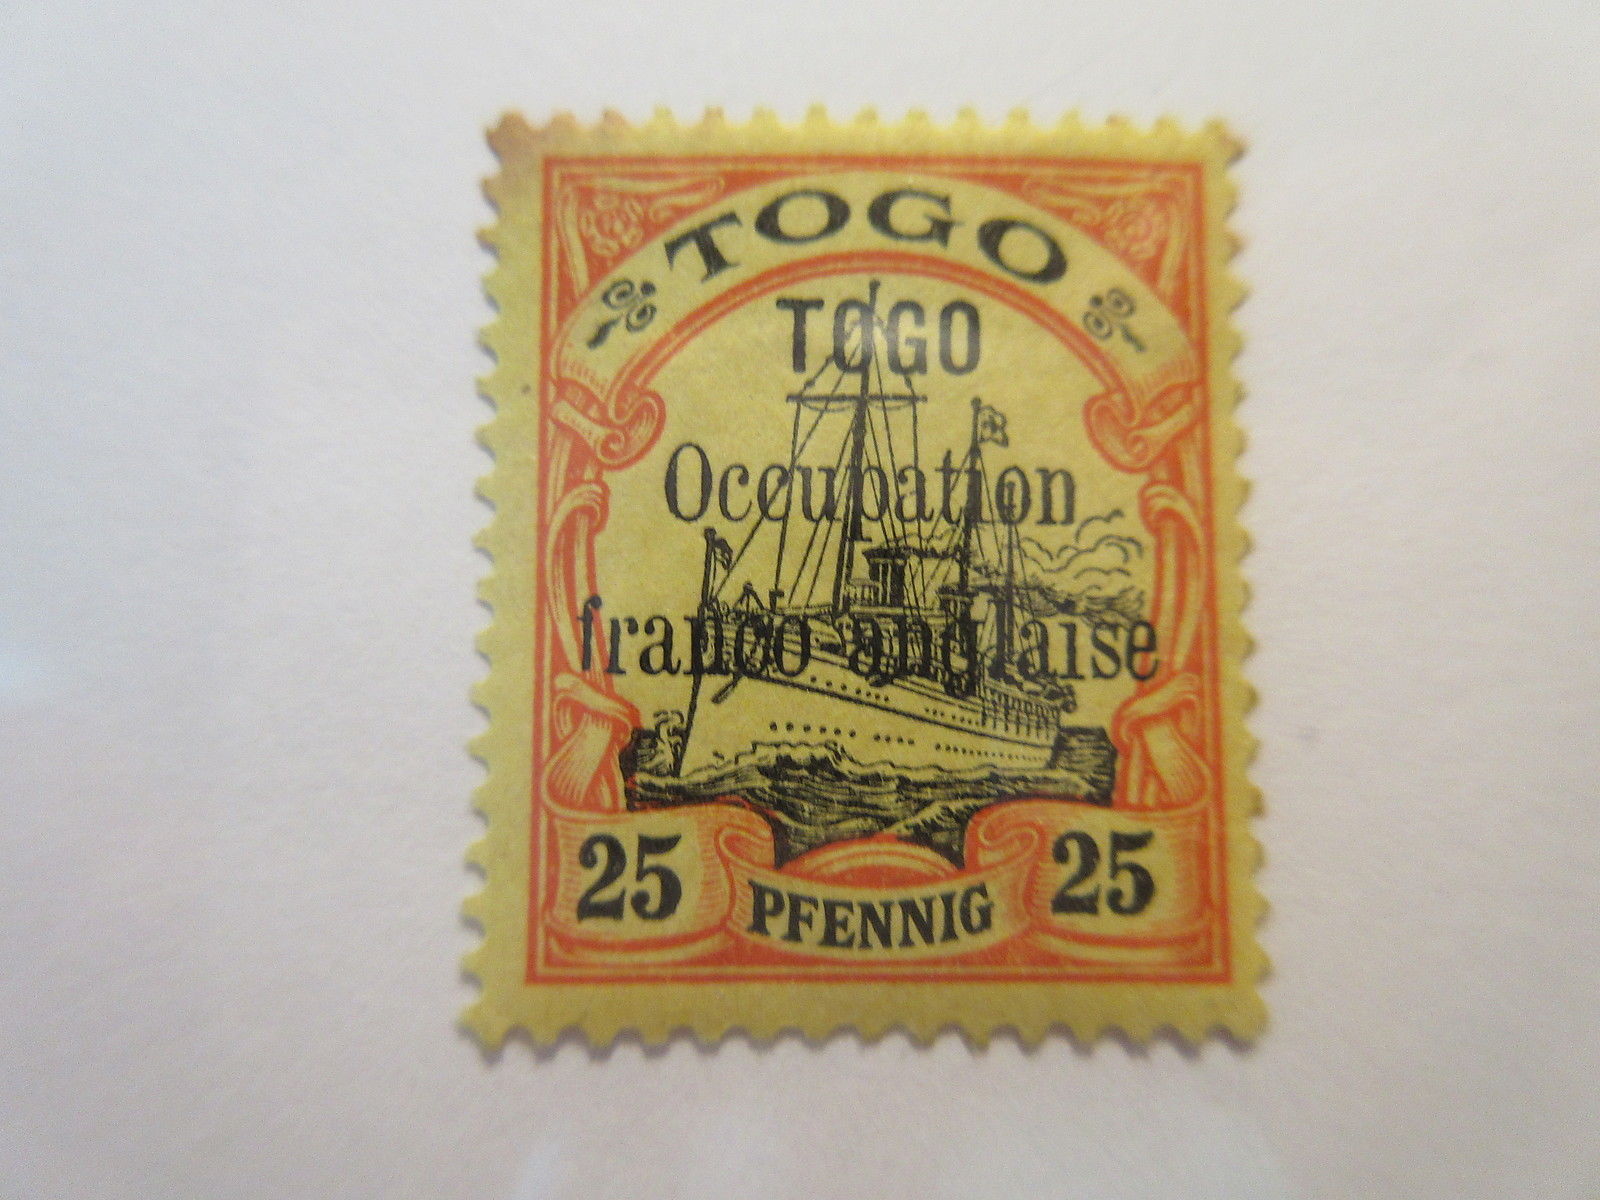 TOGO
TOGO
Occupation
franco-anglaise
25 25
PFENNIG